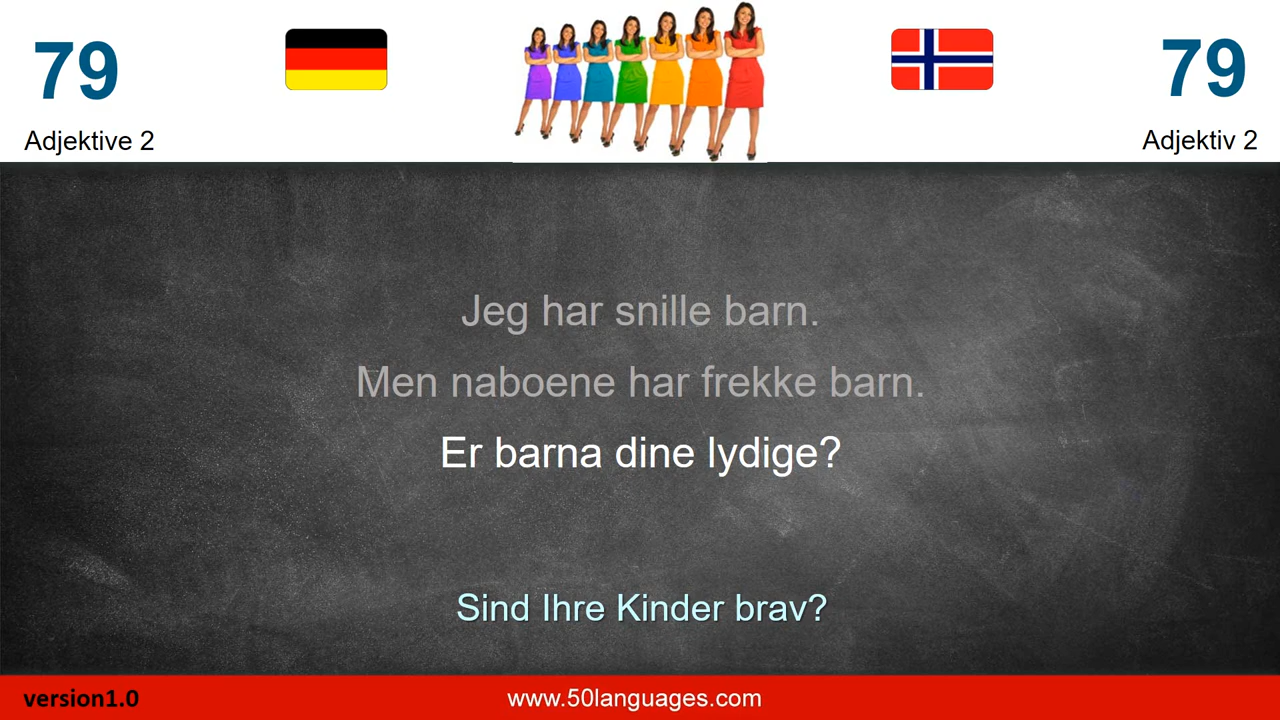 79
79
Adjektive 2
Adjektiv 2
Jeg har snille barn.
Men naboene har frekke barn.
Er barna dine lydige?
Sind Ihre Kinder brav?
version1.0
www.50languages.com